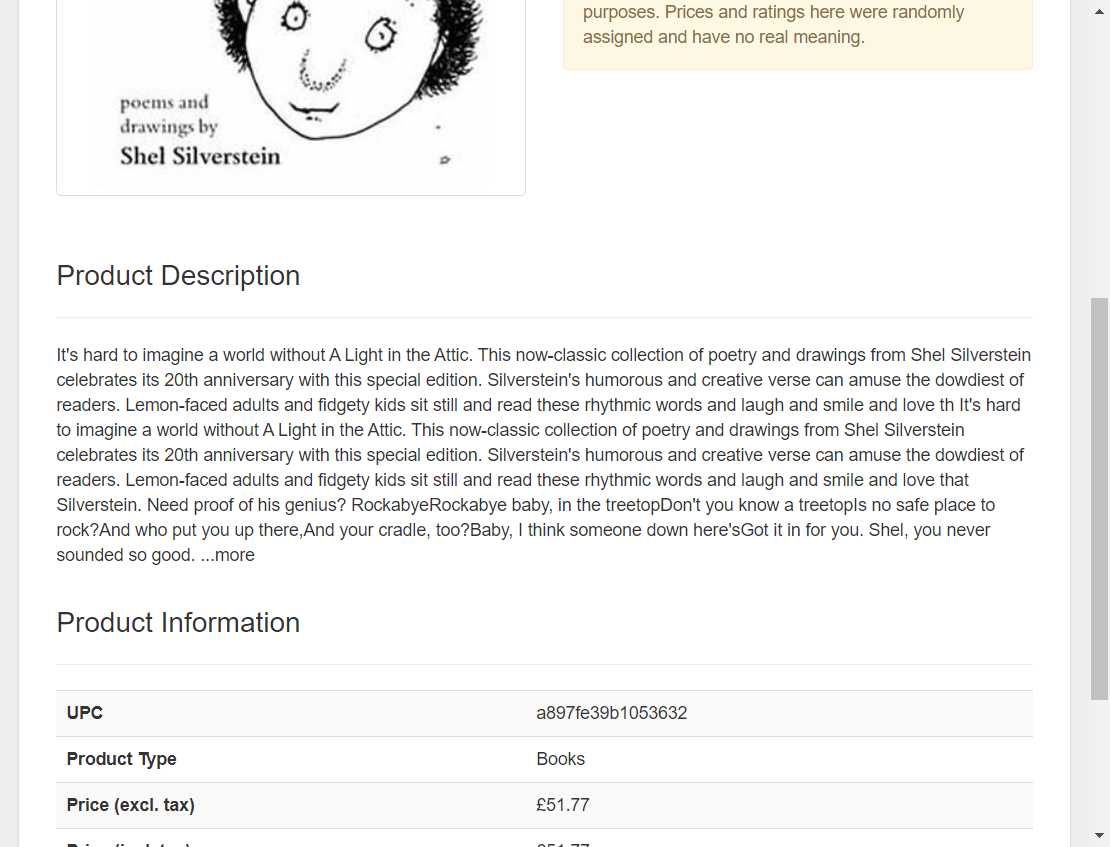 purposes. Prices and ratings here were randomly
assigned and have no real meaning.
poems and
drawings by
Shel Silverstein
Product Description
It's hard to imagine a world without A Light in the Attic. This now-classic collection of poetry and drawings from Shel Silverstein
celebrates its 20th anniversary with this special edition. Silverstein's humorous and creative verse can amuse the dowdiest of
readers. Lemon-faced adults and fidgety kids sit still and read these rhythmic words and laugh and smile and love th It's hard
to imagine a world without A Light in the Attic. This now-classic collection of poetry and drawings from Shel Silverstein
celebrates its 20th anniversary with this special edition. Silverstein's humorous and creative verse can amuse the dowdiest of
readers. Lemon-faced adults and fidgety kids sit still and read these rhythmic words and laugh and smile and love that
Silverstein. Need proof of his genius? RockabyeRockabye baby, in the treetopDon't you know a treetopIs no safe place to
rock?And who put you up there,And your cradle, too?Baby, I think someone down here'sGot it in for you. Shel, you never
sounded so good. ...more
Product Information
UPC a897fe39b1053632
Product Type Books
Price (excl. tax) £51.77